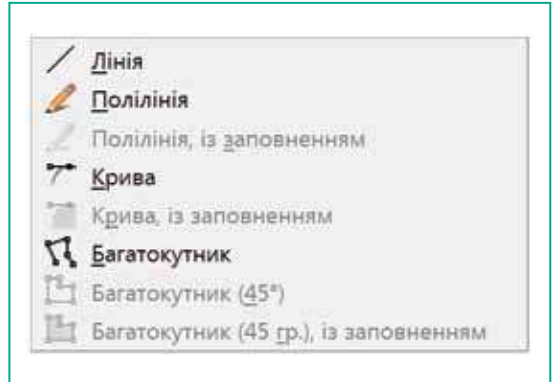 Лінія
Полілінія
Полілінія, із заповненням
Крива
Крива, із заповненням
Багатокутник
Багатокутник (45°)
Багатокутник (45 гр.), із заповненням